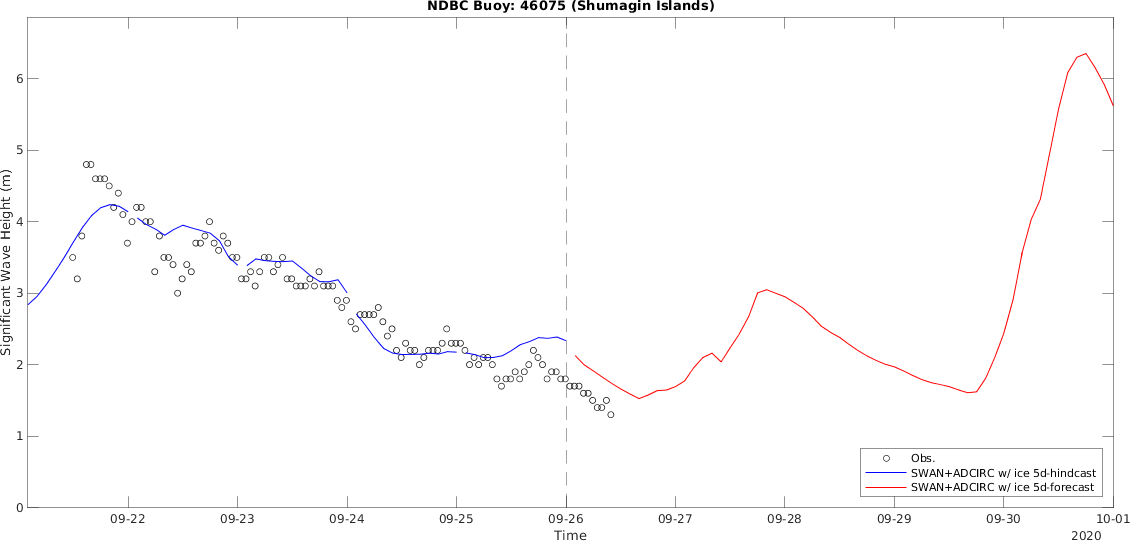 NDBC Buoy: 46075 (Shumagin Islands)
Significant Wave Height (m)
6
5
4
3
2
1
0
Obs.
SWAN+ADCIRC w/ ice 5d-hindcast
SWAN+ADCIRC w/ ice 5d-forecast
09-22 09-23 09-24 09-25 09-26 09-27 09-28 09-29 09-30 10-01
Time
2020